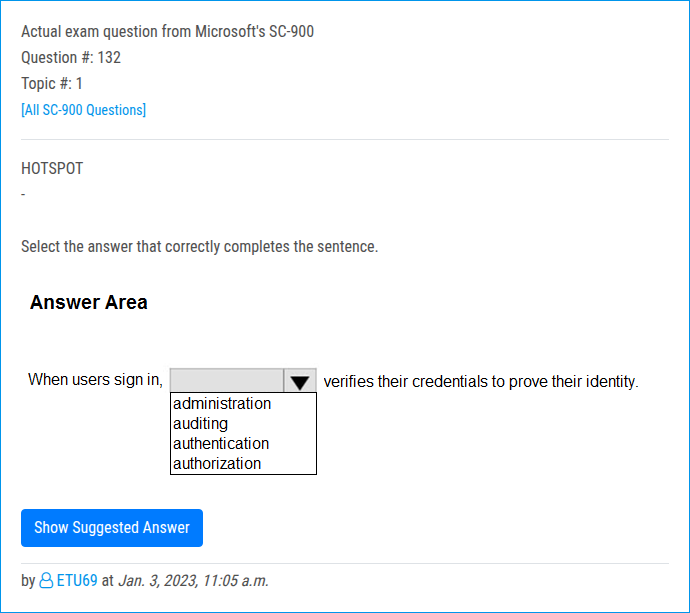 Actual exam question from Microsoft's SC-900
Question #: 132
Topic #: 1
[All SC-900 Questions]
HOTSPOT
-
Select the answer that correctly completes the sentence.
Answer Area
When users sign in, verifies their credentials to prove their identity.
administration
auditing
authentication
authorization
Show Suggested Answer
by ETU69 at Jan. 3, 2023, 11:05 a.m.